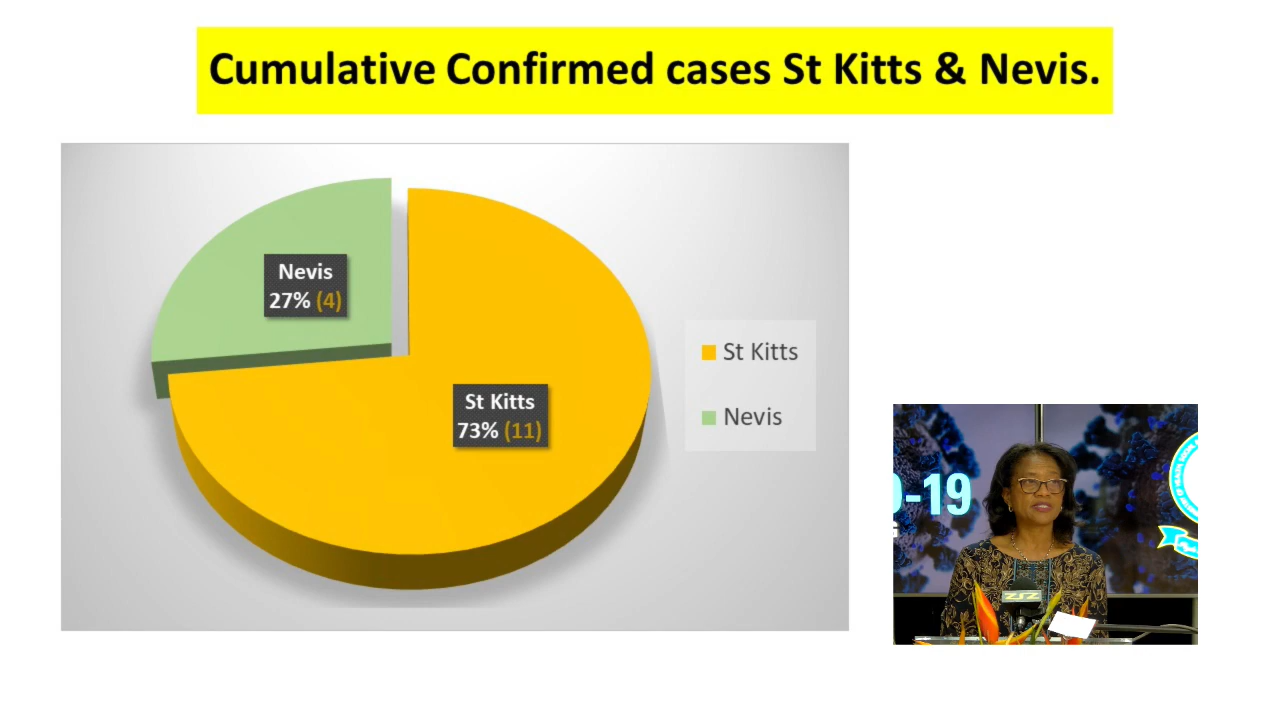 Cumulative Confirmed cases St Kitts & Nevis.
Nevis
27% (4)
St Kitts
73% (11)
St Kitts
Nevis
-19
ZIZ